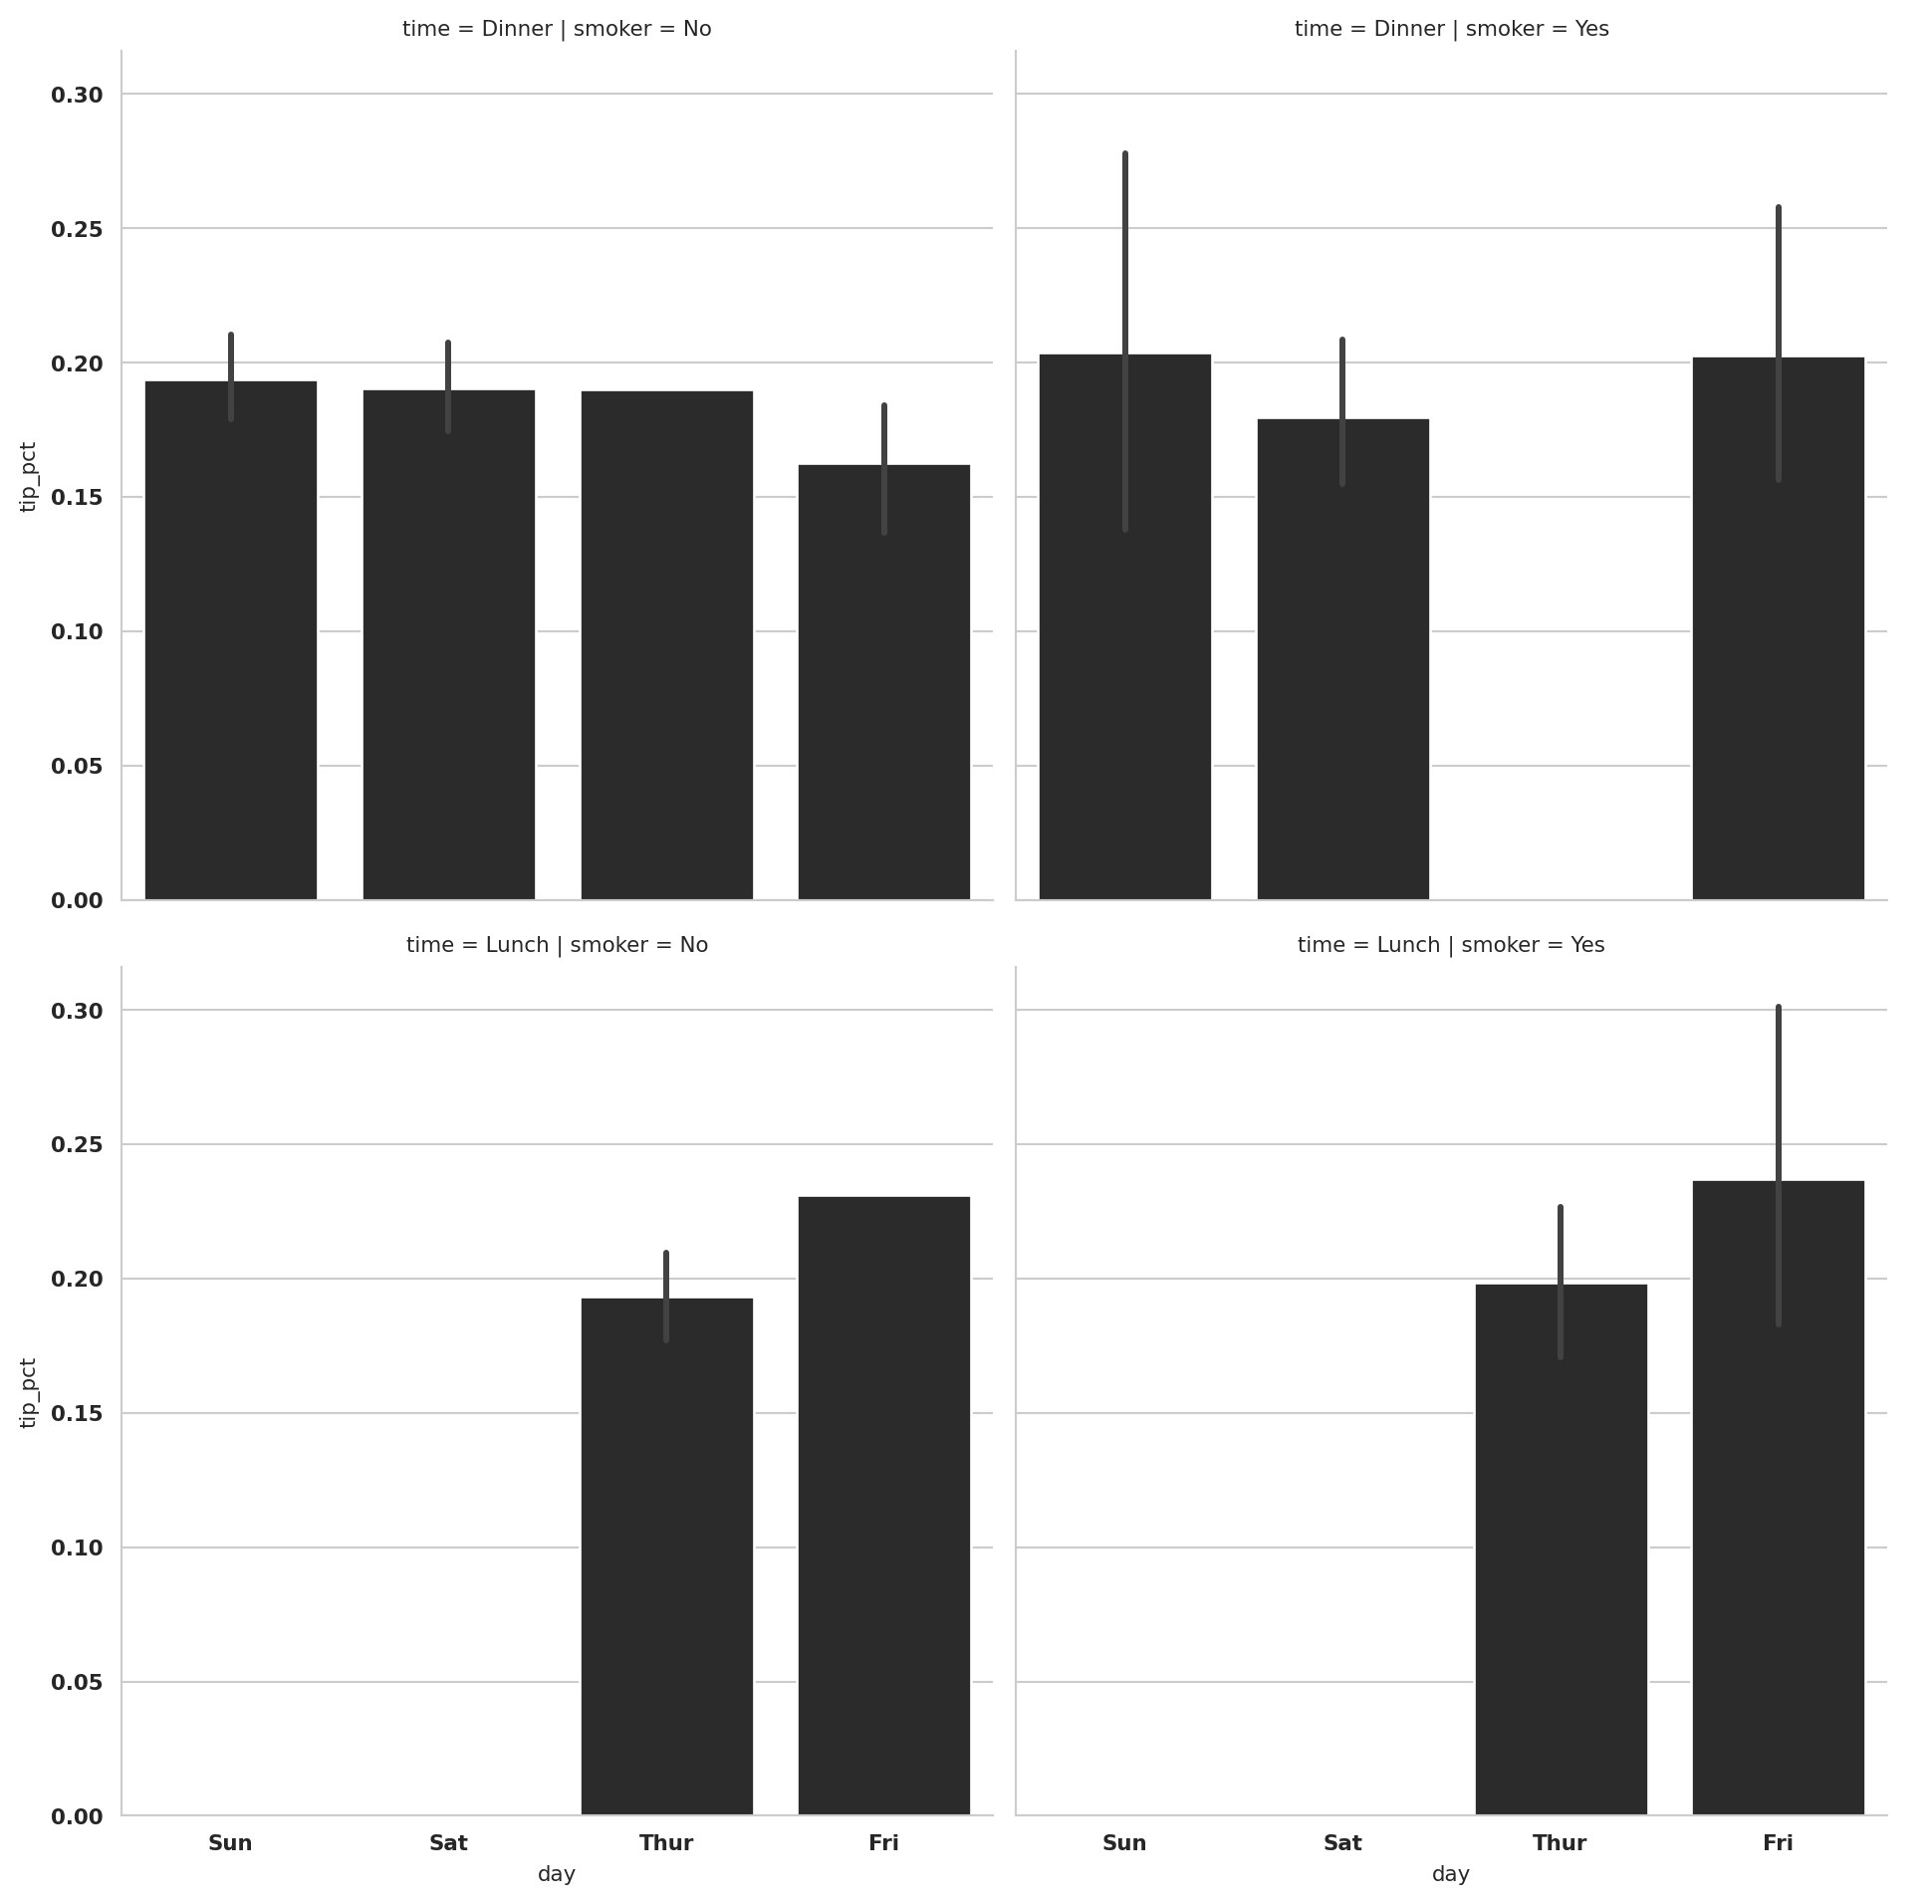 time = Dinner | smoker = No
time = Dinner | smoker = Yes
0.30
0.25
0.20
0.15
0.10
0.05
0.00
tip_pct
time = Lunch | smoker = No
time = Lunch | smoker = Yes
0.30
0.25
0.20
0.15
0.10
0.05
0.00
tip_pct
Sun Sat Thur Fri
day
Sun Sat Thur Fri
day